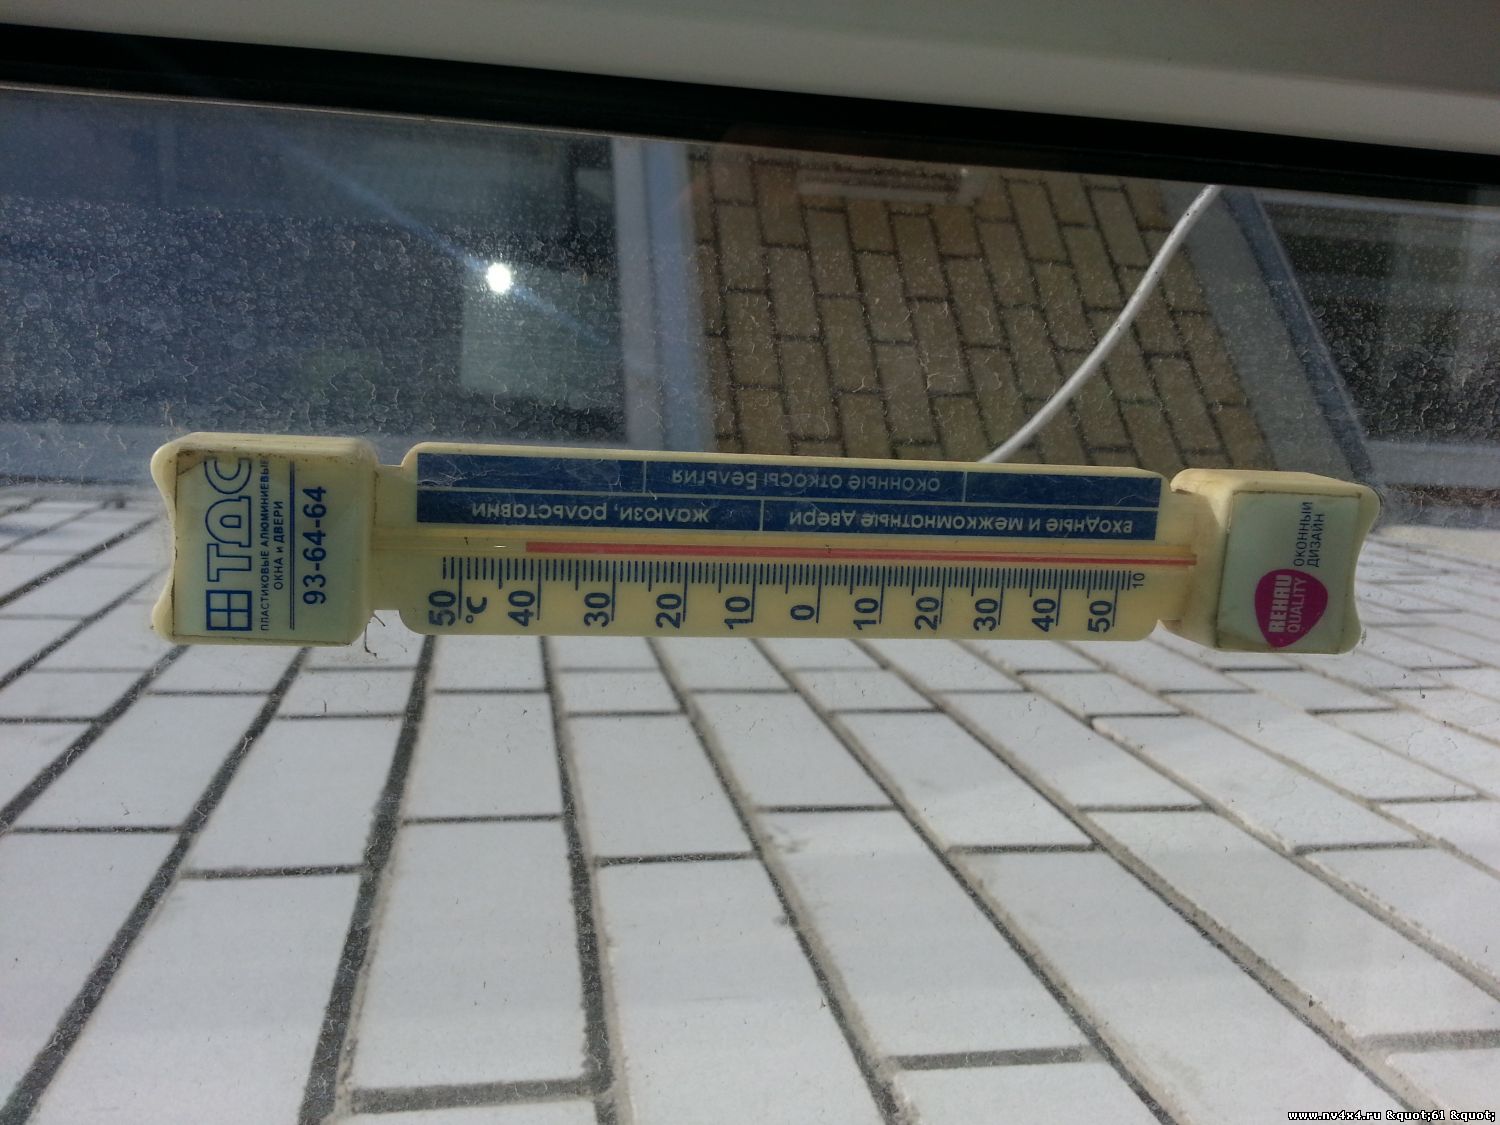 ТДС
ПЛАСТИКОВЫЕ АЛЮМИНИЕВЫЕ
ОКНА и ДВЕРИ
93-64-64
ОКОННЫЕ ОТКОСЫ БЕЛЬГИЯ
ВХОДНЫЕ И МЕЖКОМНАТНЫЕ ДВЕРИ
ЖАЛЮЗИ, РОЛЬСТАВНИ
50 40 30 20 10 0 10 20 30 40 50
°C
10
REHAU
QUALITY
ОКОННЫЙ
ДИЗАЙН
www.nv4x4.ru &quot;61 &quot;